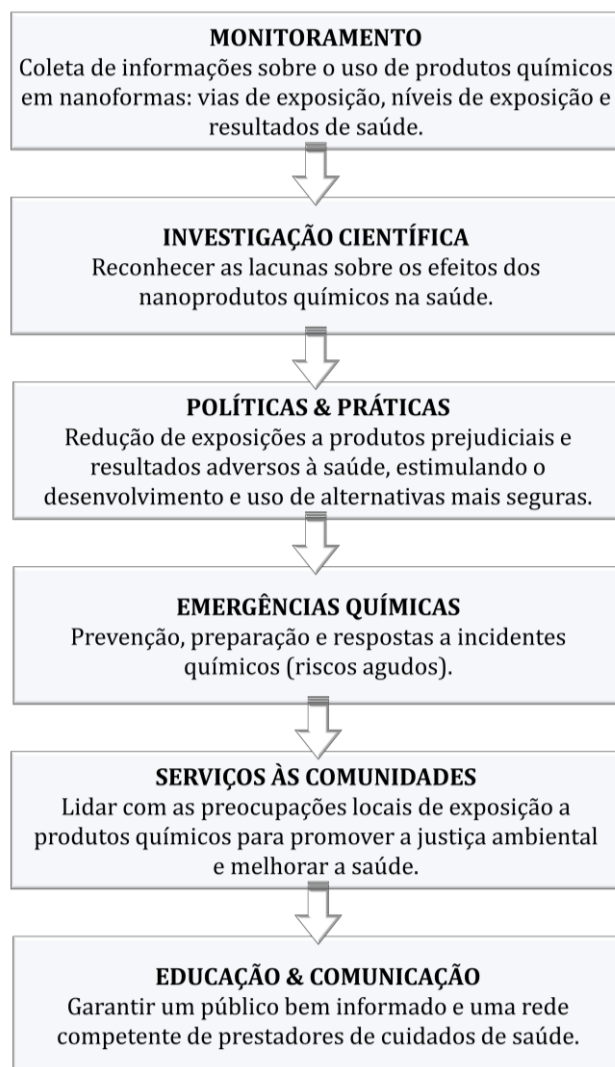 MONITORAMENTO
Coleta de informações sobre o uso de produtos químicos
em nanoformas: vias de exposição, níveis de exposição e
resultados de saúde.
INVESTIGAÇÃO CIENTÍFICA
Reconhecer as lacunas sobre os efeitos dos
nanoprodutos químicos na saúde.
POLÍTICAS & PRÁTICAS
Redução de exposições a produtos prejudiciais e
resultados adversos à saúde, estimulando o
desenvolvimento e uso de alternativas mais seguras.
EMERGÊNCIAS QUÍMICAS
Prevenção, preparação e respostas a incidentes
químicos (riscos agudos).
SERVIÇOS ÀS COMUNIDADES
Lidar com as preocupações locais de exposição a
produtos químicos para promover a justiça ambiental
e melhorar a saúde.
EDUCAÇÃO & COMUNICAÇÃO
Garantir um público bem informado e uma rede
competente de prestadores de cuidados de saúde.